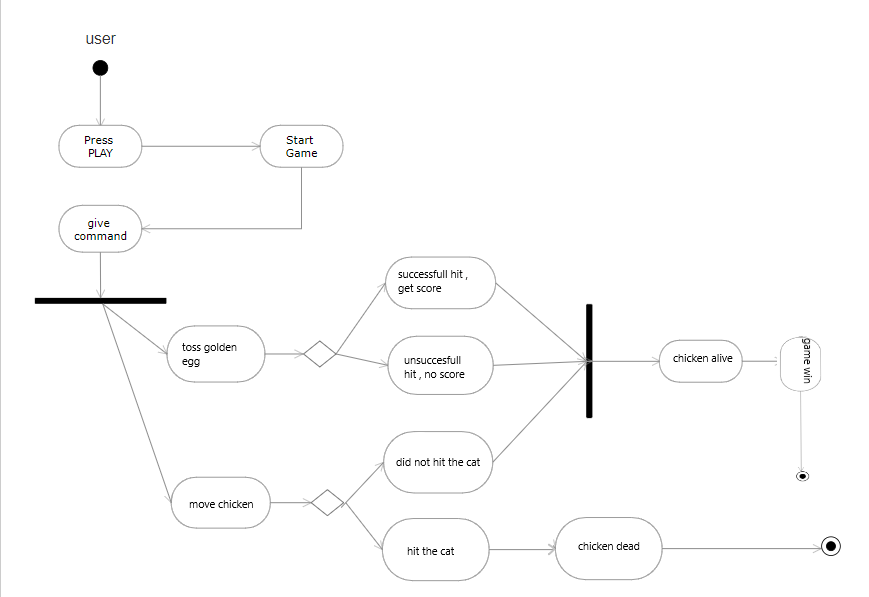 user
Press
PLAY
Start
Game
give
command
toss golden
egg
successfull hit ,
get score
unsuccesfull
hit , no score
chicken alive
game win
move chicken
did not hit the cat
hit the cat
chicken dead